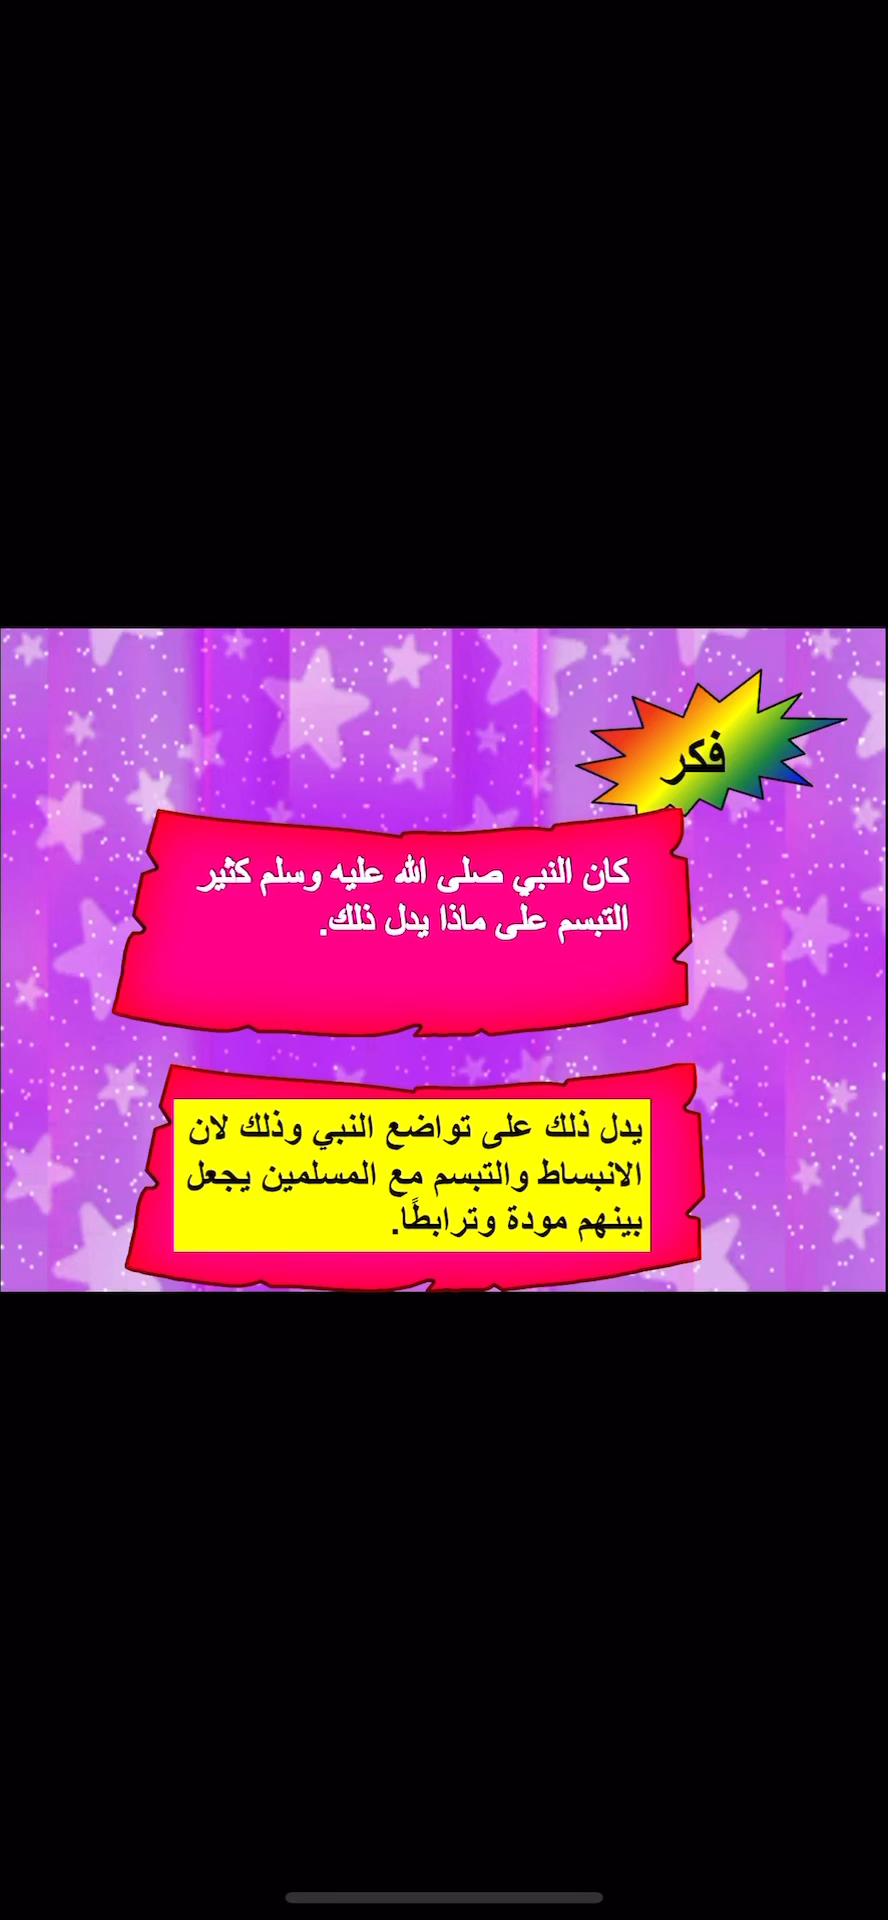 فكر
كان النبي صلى الله عليه وسلم كثير
التبسم على ماذا يدل ذلك.
يدل ذلك على تواضع النبي وذلك لان
الانبساط والتبسم مع المسلمين يجعل
بينهم مودة وترابطًا.